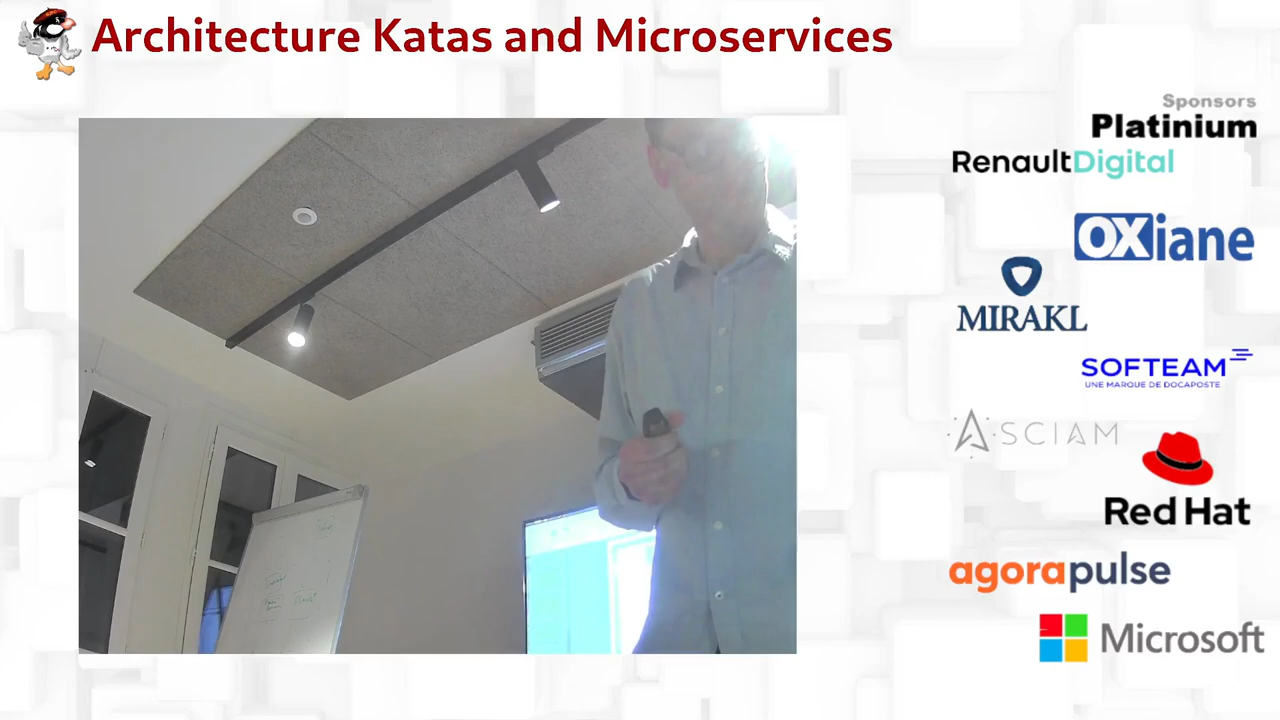 Architecture Katas and Microservices
Sponsors
Platinium
RenaultDigital
OXiane
MIRAKL
SOFTEAM
UNE MARQUE DE DOCAPOSTE
ASCIAM
Red Hat
agorapulse
Microsoft